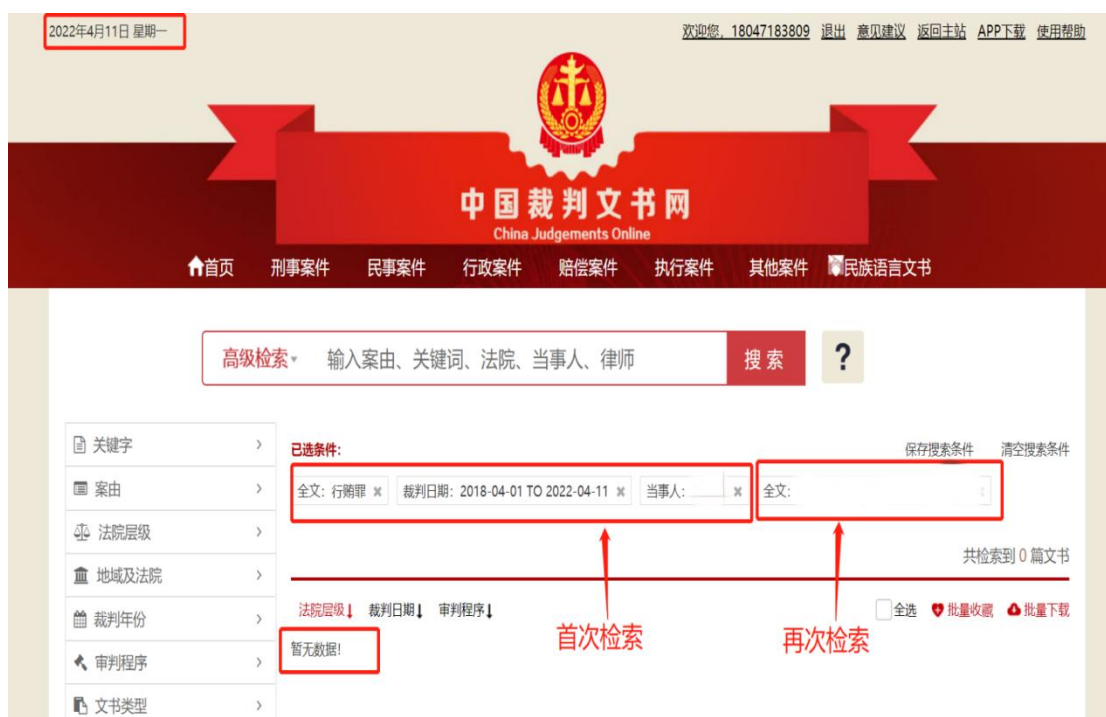 2022年4月11日 星期一
欢迎您，18047183809 退出 意见建议 返回主站 APP下载 使用帮助
中国裁判文书网
China Judgements Online
首页 刑事案件 民事案件 行政案件 赔偿案件 执行案件 其他案件 民族语言文书
高级检索 输入案由、关键词、法院、当事人、律师 搜索 ?
关键字
案由
法院层级
地域及法院
裁判年份
审判程序
文书类型
已选条件: 保存搜索条件 清空搜索条件
全文: 行贿罪 × 裁判日期: 2018-04-01 TO 2022-04-11 × 当事人: × 全文:
共检索到 0 篇文书
法院层级↓ 裁判日期↓ 审判程序↓ 全选 批量收藏 批量下载
暂无数据!
首次检索
再次检索